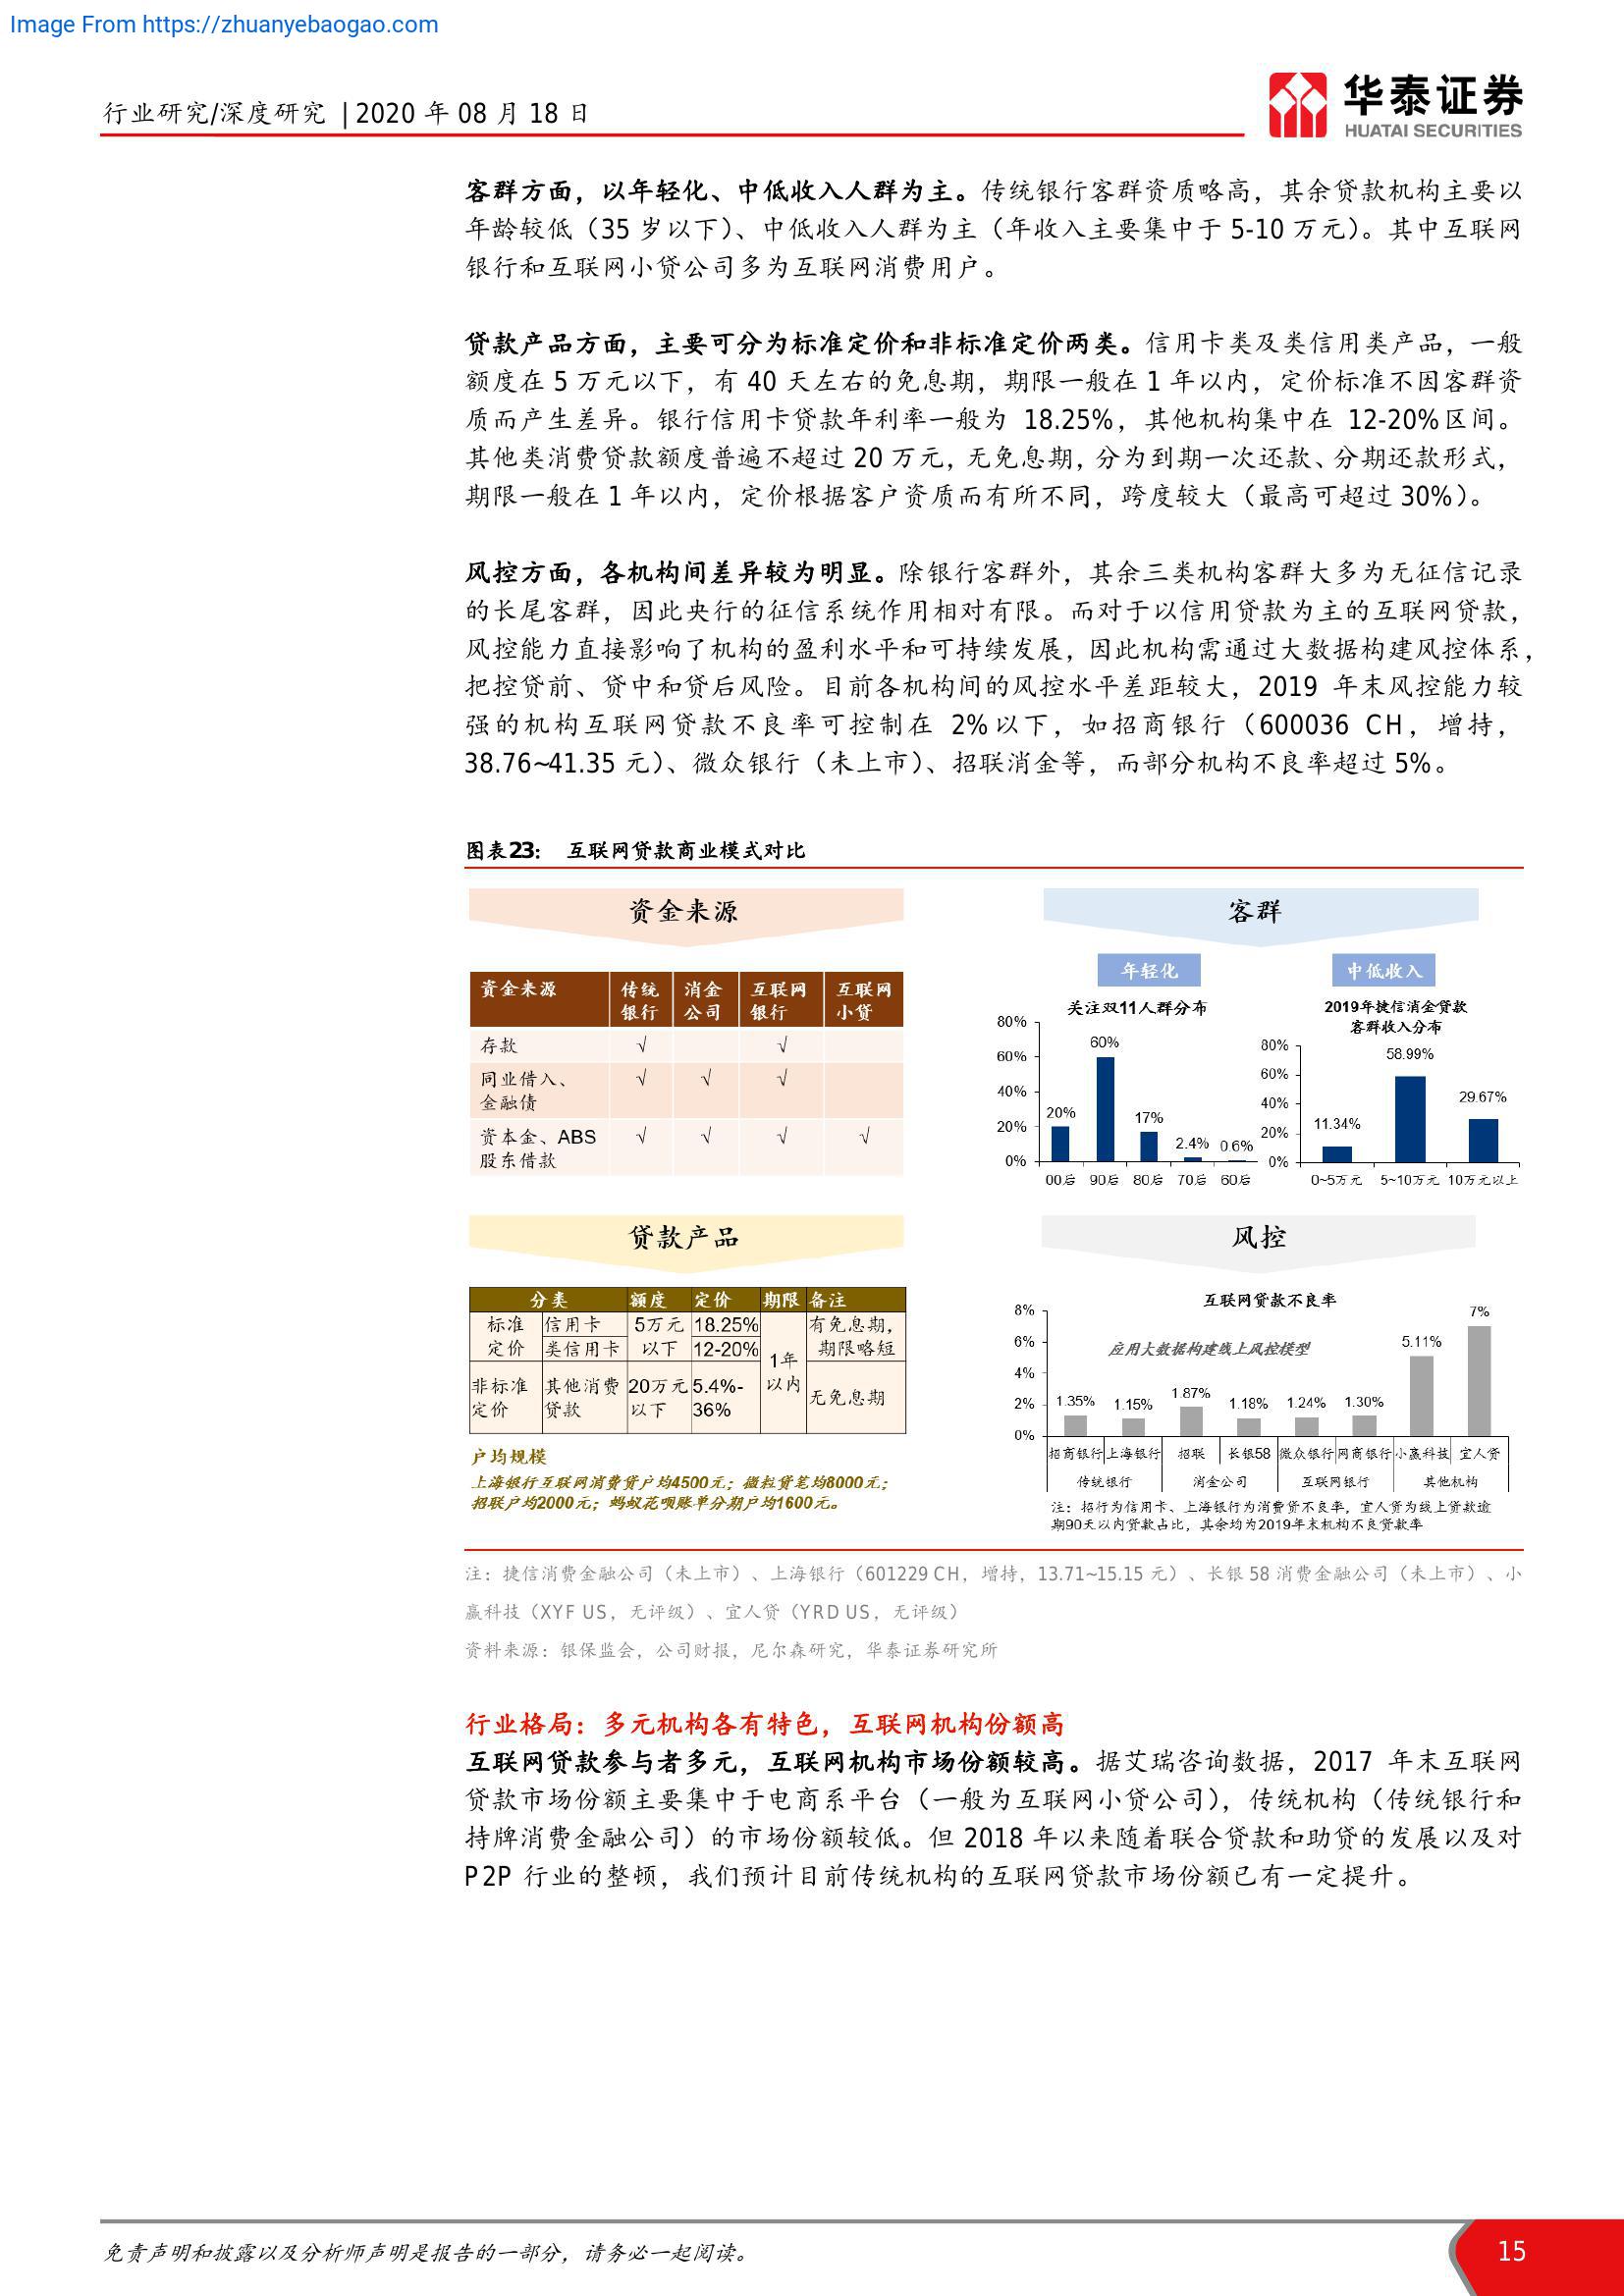 Image From https://zhuanyebaogao.com
行业研究/深度研究 | 2020 年 08 月 18 日
华泰证券
HUATAI SECURITIES
客群方面，以年轻化、中低收入人群为主。传统银行客群资质略高，其余贷款机构主要以
年龄较低（35 岁以下）、中低收入人群为主（年收入主要集中于 5-10 万元）。其中互联网
银行和互联网小贷公司多为互联网消费用户。
贷款产品方面，主要可分为标准定价和非标准定价两类。信用卡类及类信用类产品，一般
额度在 5 万元以下，有 40 天左右的免息期，期限一般在 1 年以内，定价标准不因客群资
质而产生差异。银行信用卡贷款年利率一般为 18.25%，其他机构集中在 12-20%区间。
其他类消费贷款额度普遍不超过 20 万元，无免息期，分为到期一次还款、分期还款形式，
期限一般在 1 年以内，定价根据客户资质而有所不同，跨度较大（最高可超过 30%）。
风控方面，各机构间差异较为明显。除银行客群外，其余三类机构客群大多为无征信记录
的长尾客群，因此央行的征信系统作用相对有限。而对于以信用贷款为主的互联网贷款，
风控能力直接影响了机构的盈利水平和可持续发展，因此机构需通过大数据构建风控体系，
把控贷前、贷中和贷后风险。目前各机构间的风控水平差距较大，2019 年末风控能力较
强的机构互联网贷款不良率可控制在 2%以下，如招商银行（600036 CH，增持，
38.76~41.35 元）、微众银行（未上市）、招联消金等，而部分机构不良率超过 5%。
图表23： 互联网贷款商业模式对比
资金来源
资金来源 传统银行 消金公司 互联网银行 互联网小贷
存款 √ √
同业借入、金融债 √ √ √
资本金、ABS股东借款 √ √ √ √
客群
年轻化
关注双11人群分布
80%
60%
40%
20%
0%
20% 60% 17% 2.4% 0.6%
00后 90后 80后 70后 60后
中低收入
2019年捷信消金贷款
客群收入分布
80%
60%
40%
20%
0%
11.34% 58.99% 29.67%
0~5万元 5~10万元 10万元以上
贷款产品
分类 额度 定价 期限 备注
标准定价 信用卡 5万元以下 18.25% 1年以内 有免息期，期限略短
类信用卡 12-20%
非标准定价 其他消费贷款 20万元以下 5.4%-36% 无免息期
户均规模
上海银行互联网消费贷户均4500元；微粒贷笔均8000元；
招联户均2000元；蚂蚁花呗账单分期户均1600元。
风控
互联网贷款不良率
应用大数据构建线上风控模型
8%
6%
4%
2%
0%
1.35% 1.15% 1.87% 1.18% 1.24% 1.30% 5.11% 7%
招商银行 上海银行 招联 长银58 微众银行 网商银行 小赢科技 宜人贷
传统银行 消金公司 互联网银行 其他机构
注：招行为信用卡、上海银行为消费贷不良率，宜人贷为线上贷款逾
期90天以内贷款占比，其余均为2019年末机构不良贷款率
注：捷信消费金融公司（未上市）、上海银行（601229 CH，增持，13.71~15.15 元）、长银 58 消费金融公司（未上市）、小
赢科技（XYF US，无评级）、宜人贷（YRD US，无评级）
资料来源：银保监会，公司财报，尼尔森研究，华泰证券研究所
行业格局：多元机构各有特色，互联网机构份额高
互联网贷款参与者多元，互联网机构市场份额较高。据艾瑞咨询数据，2017 年末互联网
贷款市场份额主要集中于电商系平台（一般为互联网小贷公司），传统机构（传统银行和
持牌消费金融公司）的市场份额较低。但 2018 年以来随着联合贷款和助贷的发展以及对
P2P 行业的整顿，我们预计目前传统机构的互联网贷款市场份额已有一定提升。
免责声明和披露以及分析师声明是报告的一部分，请务必一起阅读。
15